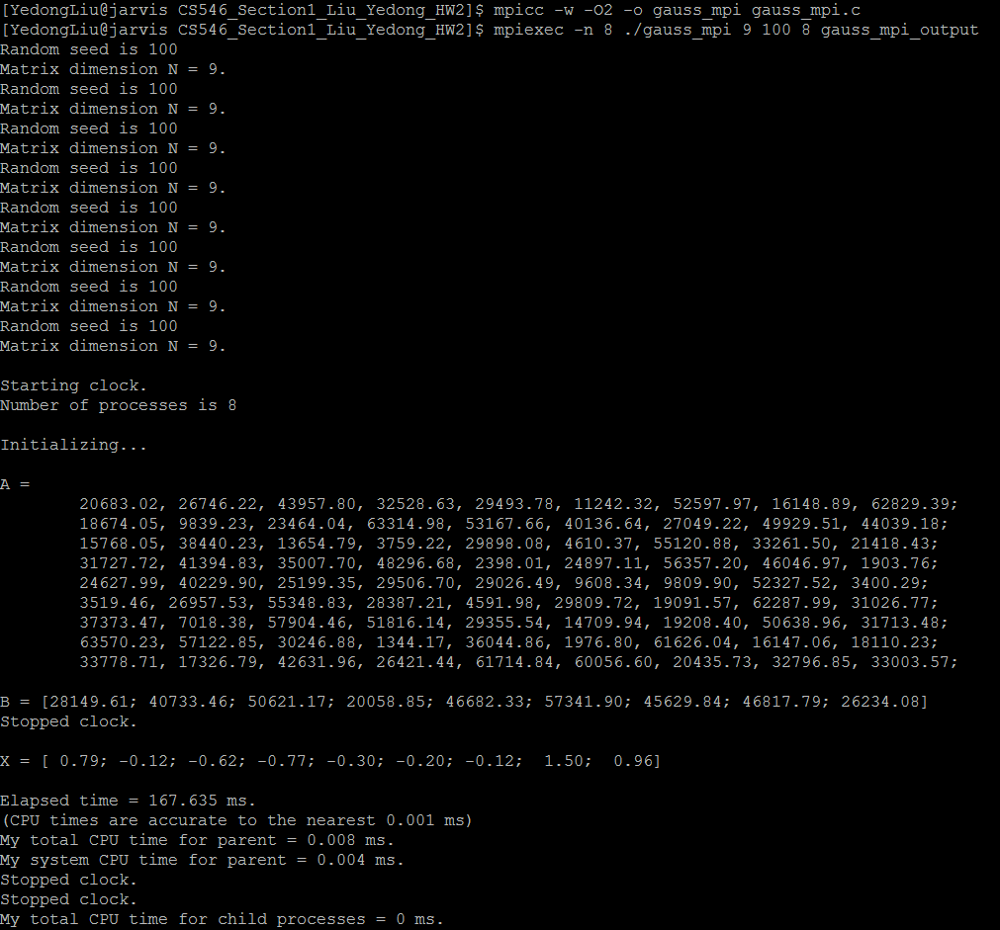 [YedongLiu@jarvis CS546_Section1_Liu_Yedong_HW2]$ mpicc -w -O2 -o gauss_mpi gauss_mpi.c
[YedongLiu@jarvis CS546_Section1_Liu_Yedong_HW2]$ mpiexec -n 8 ./gauss_mpi 9 100 8 gauss_mpi_output
Random seed is 100
Matrix dimension N = 9.
Random seed is 100
Matrix dimension N = 9.
Random seed is 100
Matrix dimension N = 9.
Random seed is 100
Matrix dimension N = 9.
Random seed is 100
Matrix dimension N = 9.
Random seed is 100
Matrix dimension N = 9.
Random seed is 100
Matrix dimension N = 9.
Random seed is 100
Matrix dimension N = 9.
Starting clock.
Number of processes is 8
Initializing...
A =
20683.02, 26746.22, 43957.80, 32528.63, 29493.78, 11242.32, 52597.97, 16148.89, 62829.39;
18674.05, 9839.23, 23464.04, 63314.98, 53167.66, 40136.64, 27049.22, 49929.51, 44039.18;
15768.05, 38440.23, 13654.79, 3759.22, 29898.08, 4610.37, 55120.88, 33261.50, 21418.43;
31727.72, 41394.83, 35007.70, 48296.68, 2398.01, 24897.11, 56357.20, 46046.97, 1903.76;
24627.99, 40229.90, 25199.35, 29506.70, 29026.49, 9608.34, 9809.90, 52327.52, 3400.29;
3519.46, 26957.53, 55348.83, 28387.21, 4591.98, 29809.72, 19091.57, 62287.99, 31026.77;
37373.47, 7018.38, 57904.46, 51816.14, 29355.54, 14709.94, 19208.40, 50638.96, 31713.48;
63570.23, 57122.85, 30246.88, 1344.17, 36044.86, 1976.80, 61626.04, 16147.06, 18110.23;
33778.71, 17326.79, 42631.96, 26421.44, 61714.84, 60056.60, 20435.73, 32796.85, 33003.57;
B = [28149.61; 40733.46; 50621.17; 20058.85; 46682.33; 57341.90; 45629.84; 46817.79; 26234.08]
Stopped clock.
X = [ 0.79; -0.12; -0.62; -0.77; -0.30; -0.20; -0.12;  1.50;  0.96]
Elapsed time = 167.635 ms.
(CPU times are accurate to the nearest 0.001 ms)
My total CPU time for parent = 0.008 ms.
My system CPU time for parent = 0.004 ms.
Stopped clock.
Stopped clock.
My total CPU time for child processes = 0 ms.